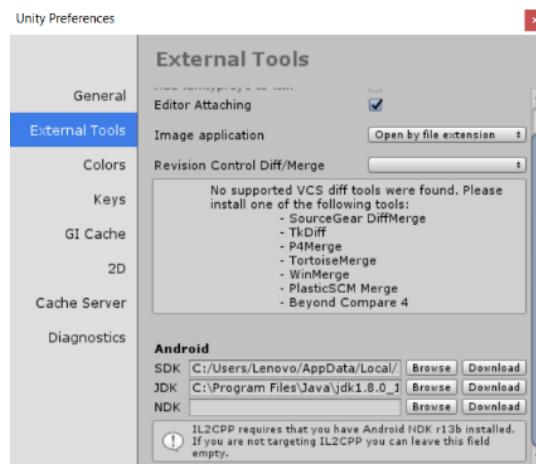 Unity Preferences
External Tools
General
External Tools
Colors
Keys
GI Cache
2D
Cache Server
Diagnostics
Editor Attaching
Image application
Open by file extension
Revision Control Diff/Merge
No supported VCS diff tools were found. Please
install one of the following tools:
- SourceGear DiffMerge
- TkDiff
- P4Merge
- TortoiseMerge
- WinMerge
- PlasticSCM Merge
- Beyond Compare 4
Android
SDK C:/Users/Lenovo/AppData/Local/ Browse Download
JDK C:\Program Files\Java\jdk1.8.0_1 Browse Download
NDK Browse Download
IL2CPP requires that you have Android NDK r13b installed.
If you are not targeting IL2CPP you can leave this field
empty.